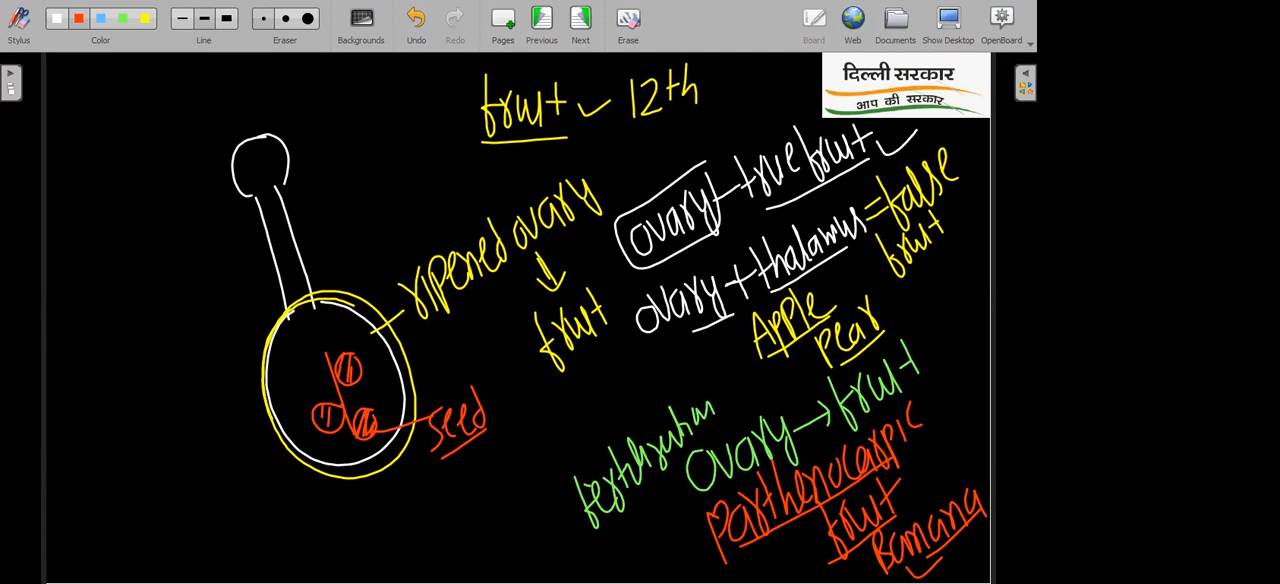 Stylus
Color
Line
Eraser
Backgrounds
Undo
Redo
Pages
Previous
Next
Erase
Board
Web
Documents
Show Desktop
OpenBoard
दिल्ली सरकार
आप की सरकार
fruit 12th
ripened ovary
fruit
seed
ovary - true fruit
ovary + thalamus = false
fruit
Apple
Pear
fertilization
ovary → fruit
Parthenocarpic
fruit
Banana